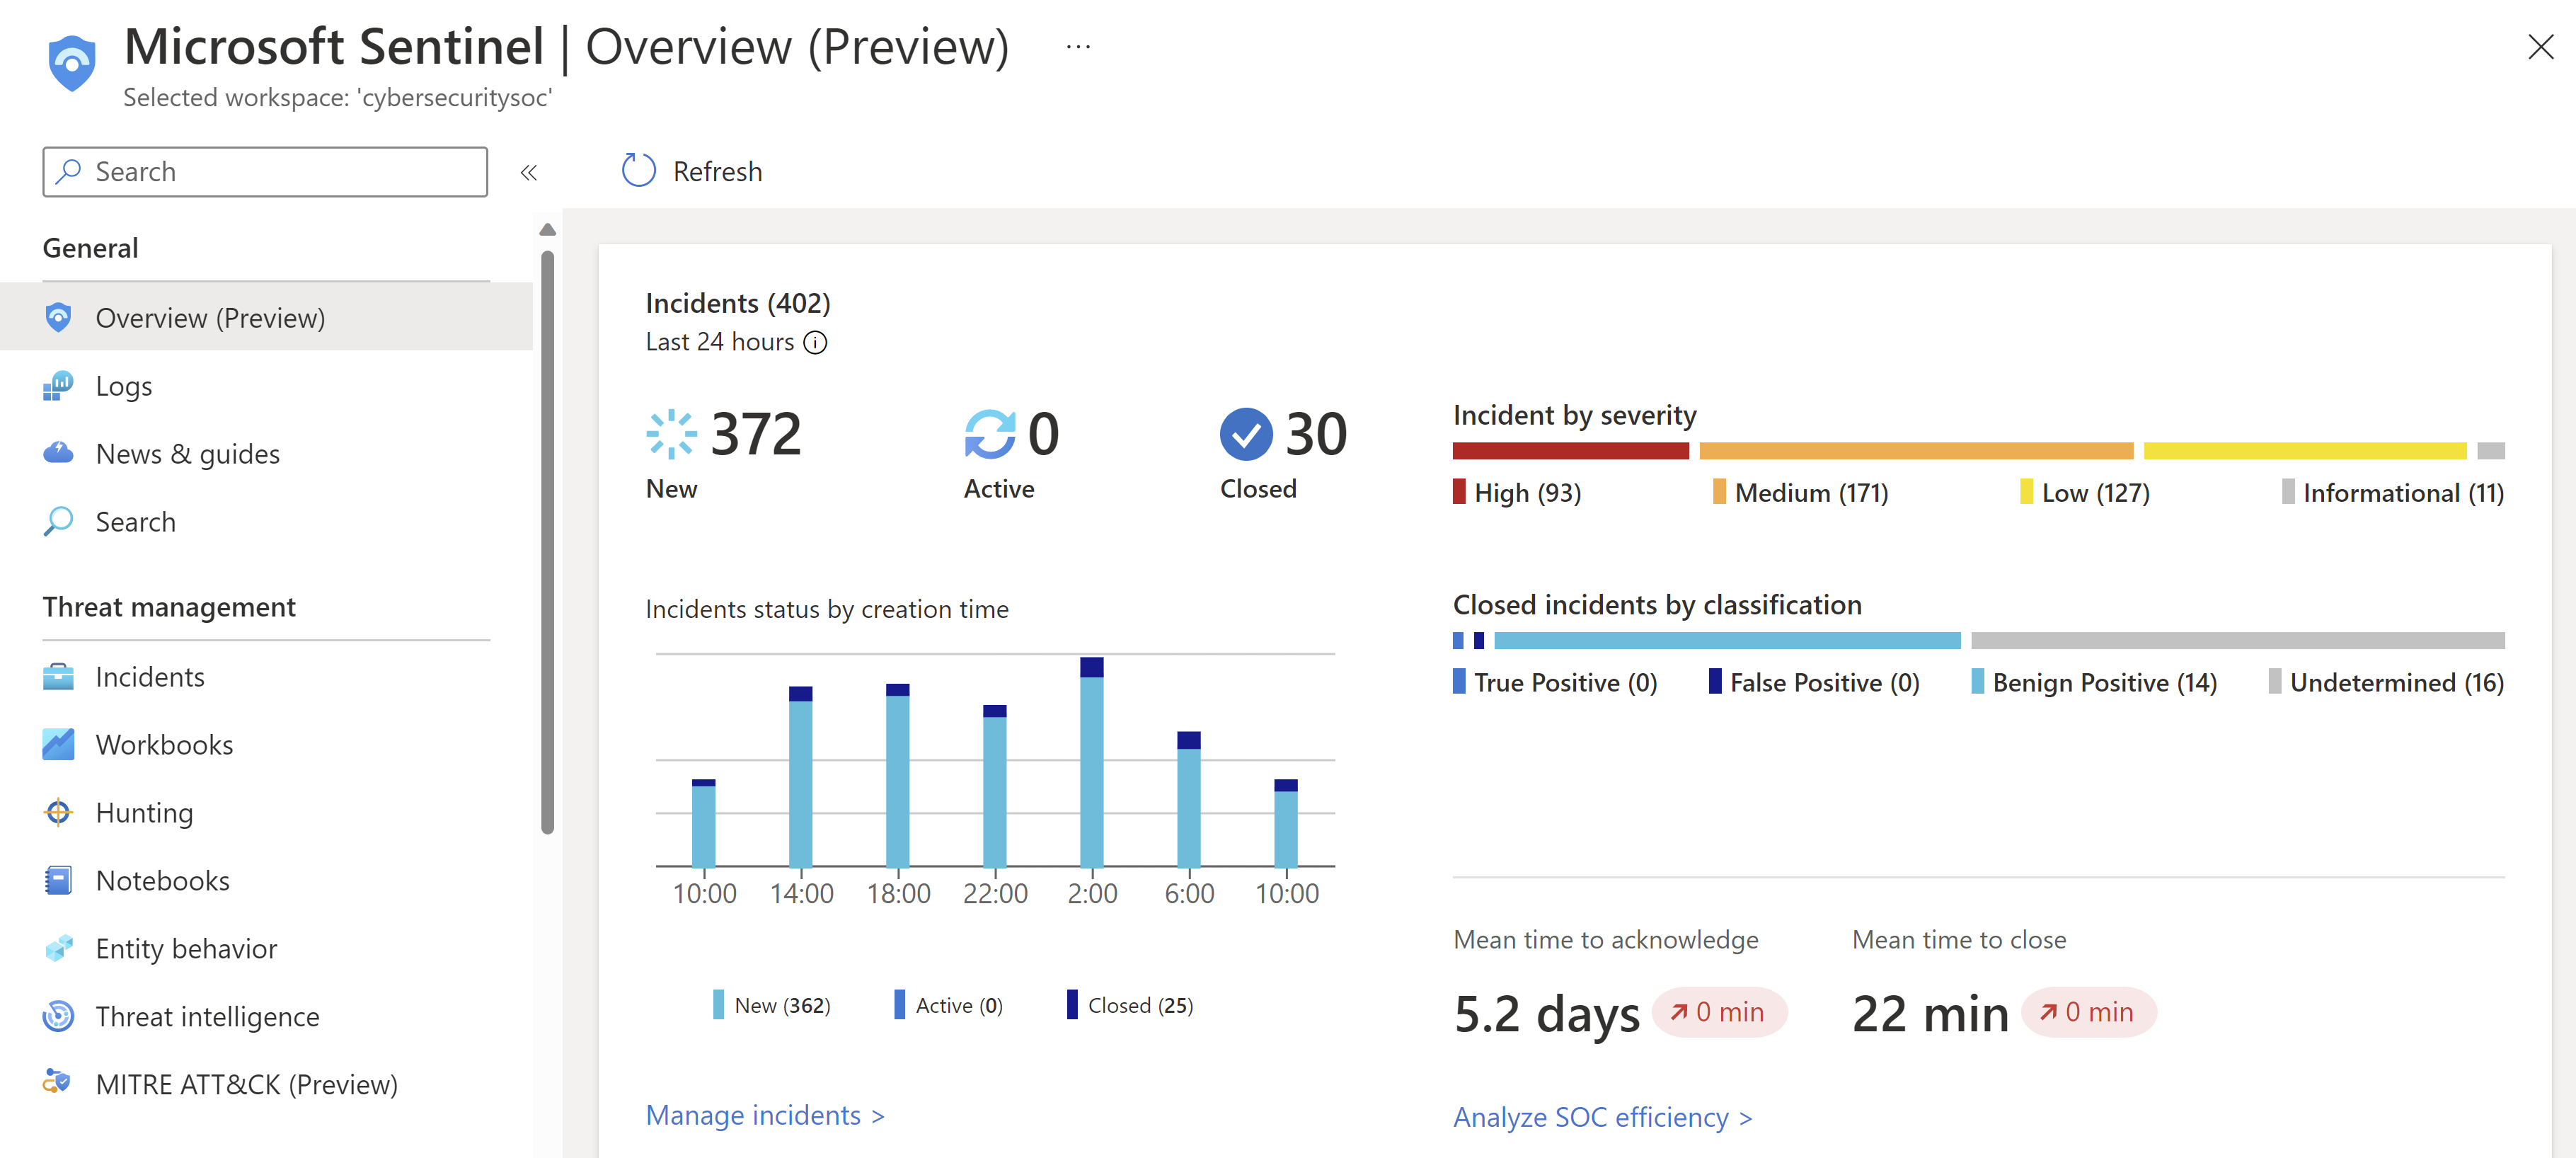 Microsoft Sentinel | Overview (Preview) ...
Selected workspace: 'cybersecuritysoc'
Search
«
Refresh
General
Overview (Preview)
Logs
News & guides
Search
Threat management
Incidents
Workbooks
Hunting
Notebooks
Entity behavior
Threat intelligence
MITRE ATT&CK (Preview)
Incidents (402)
Last 24 hours
372
New
0
Active
30
Closed
Incidents status by creation time
10:00 14:00 18:00 22:00 2:00 6:00 10:00
New (362) Active (0) Closed (25)
Manage incidents >
Incident by severity
High (93) Medium (171) Low (127) Informational (11)
Closed incidents by classification
True Positive (0) False Positive (0) Benign Positive (14) Undetermined (16)
Mean time to acknowledge
5.2 days 0 min
Mean time to close
22 min 0 min
Analyze SOC efficiency >